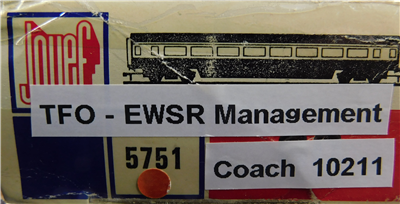 Jouef
TFO - EWSR Management
5751
Coach 10211